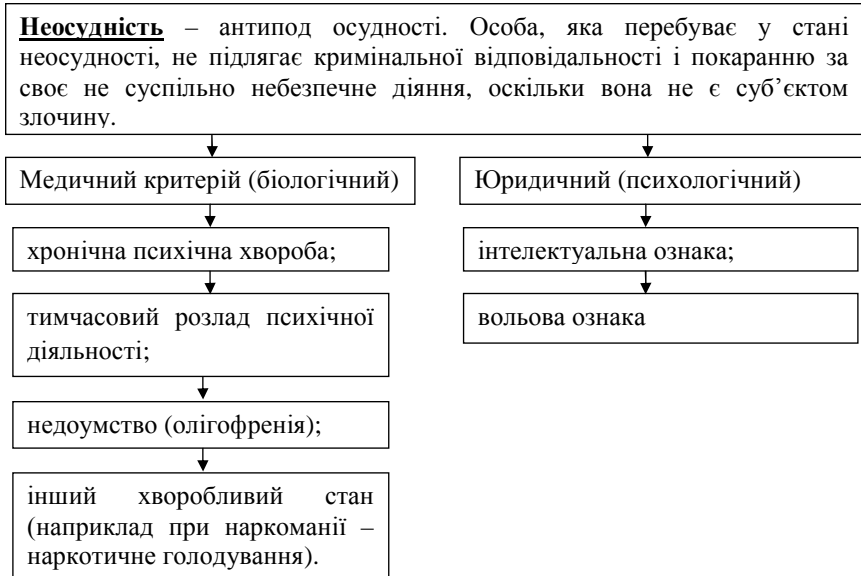 Неосудність – антипод осудності. Особа, яка перебуває у стані
неосудності, не підлягає кримінальної відповідальності і покаранню за
своє не суспільно небезпечне діяння, оскільки вона не є суб’єктом
злочину.
Медичний критерій (біологічний)
хронічна психічна хвороба;
тимчасовий розлад психічної
діяльності;
недоумство (олігофренія);
інший хворобливий стан
(наприклад при наркоманії –
наркотичне голодування).
Юридичний (психологічний)
інтелектуальна ознака;
вольова ознака